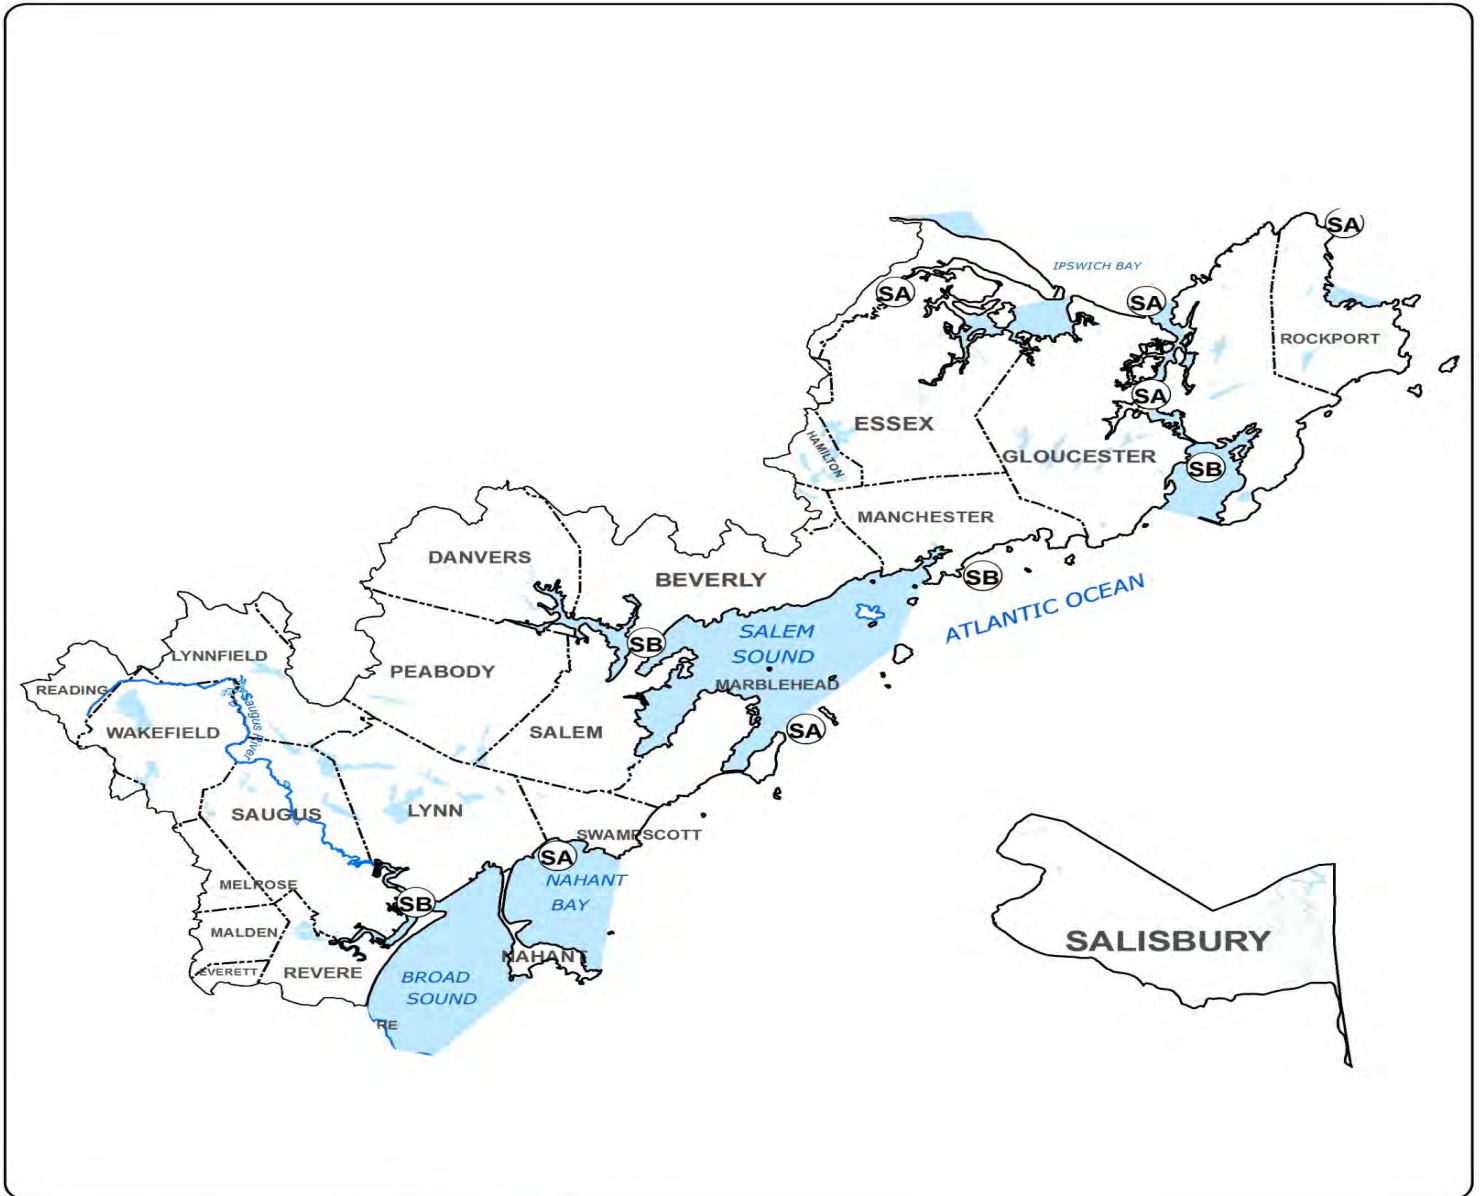 SA
IPSWICH BAY
SA
SA
ROCKPORT
SA
ESSEX
HAMILTON
GLOUCESTER
SB
MANCHESTER
DANVERS
BEVERLY
SB
ATLANTIC OCEAN
SALEM
SOUND
SB
LYNNFIELD
PEABODY
MARBLEHEAD
READING
Saugus River
WAKEFIELD
SALEM
SA
SAUGUS
LYNN
SWAMPSCOTT
SA
NAHANT
BAY
MELROSE
SB
MALDEN
SALISBURY
NAHANT
EVERETT
REVERE
BROAD
SOUND
RE